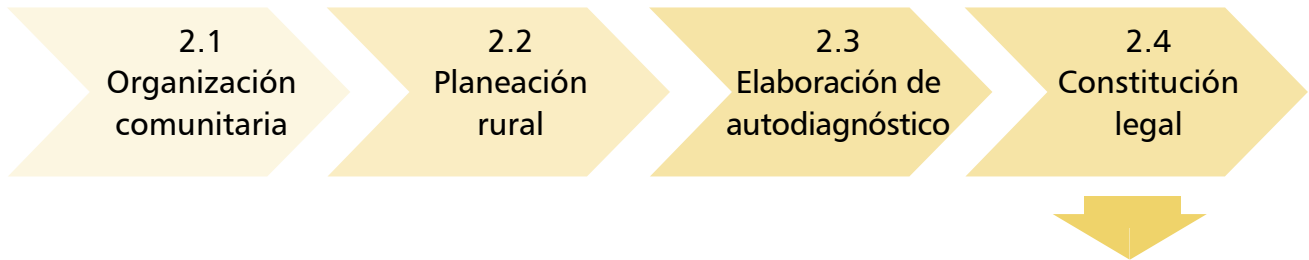 2.1
Organización
comunitaria
2.2
Planeación
rural
2.3
Elaboración de
autodiagnóstico
2.4
Constitución
legal